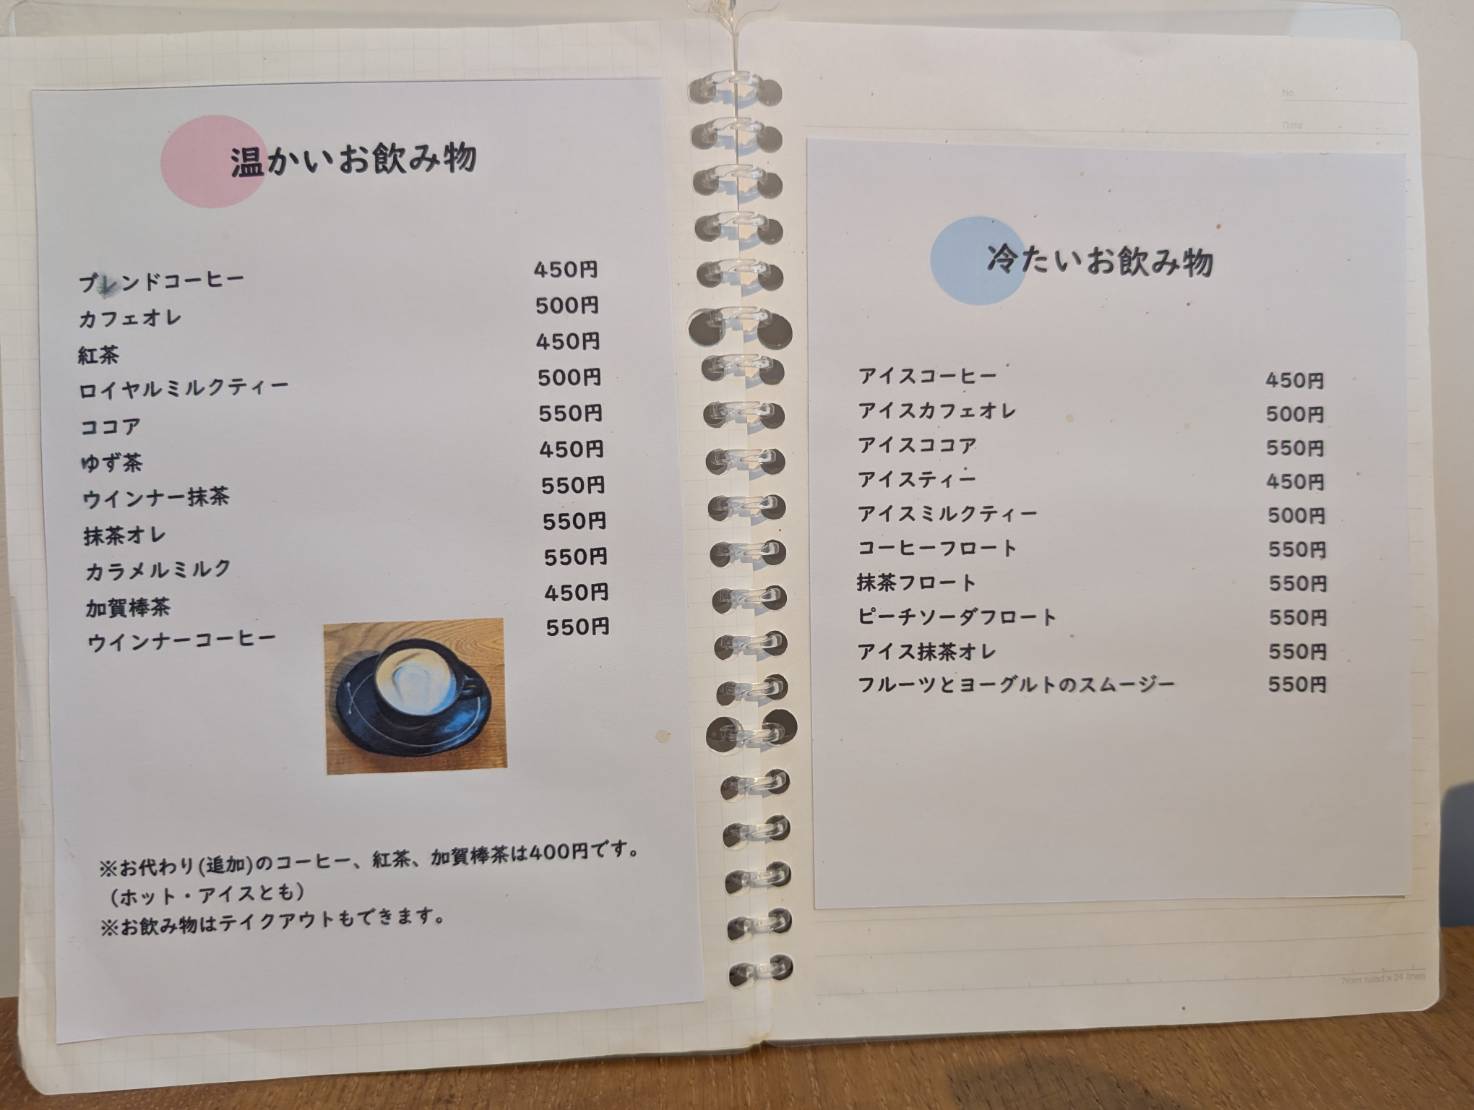 温かいお飲み物
ブレンドコーヒー 450円
カフェオレ 500円
紅茶 450円
ロイヤルミルクティー 500円
ココア 550円
ゆず茶 450円
ウインナー抹茶 550円
抹茶オレ 550円
カラメルミルク 550円
加賀棒茶 450円
ウインナーコーヒー 550円
※お代わり(追加)のコーヒー、紅茶、加賀棒茶は400円です。
（ホット・アイスとも）
※お飲み物はテイクアウトもできます。
No.
Date
冷たいお飲み物
アイスコーヒー 450円
アイスカフェオレ 500円
アイスココア 550円
アイスティー 450円
アイスミルクティー 500円
コーヒーフロート 550円
抹茶フロート 550円
ピーチソーダフロート 550円
アイス抹茶オレ 550円
フルーツとヨーグルトのスムージー 550円